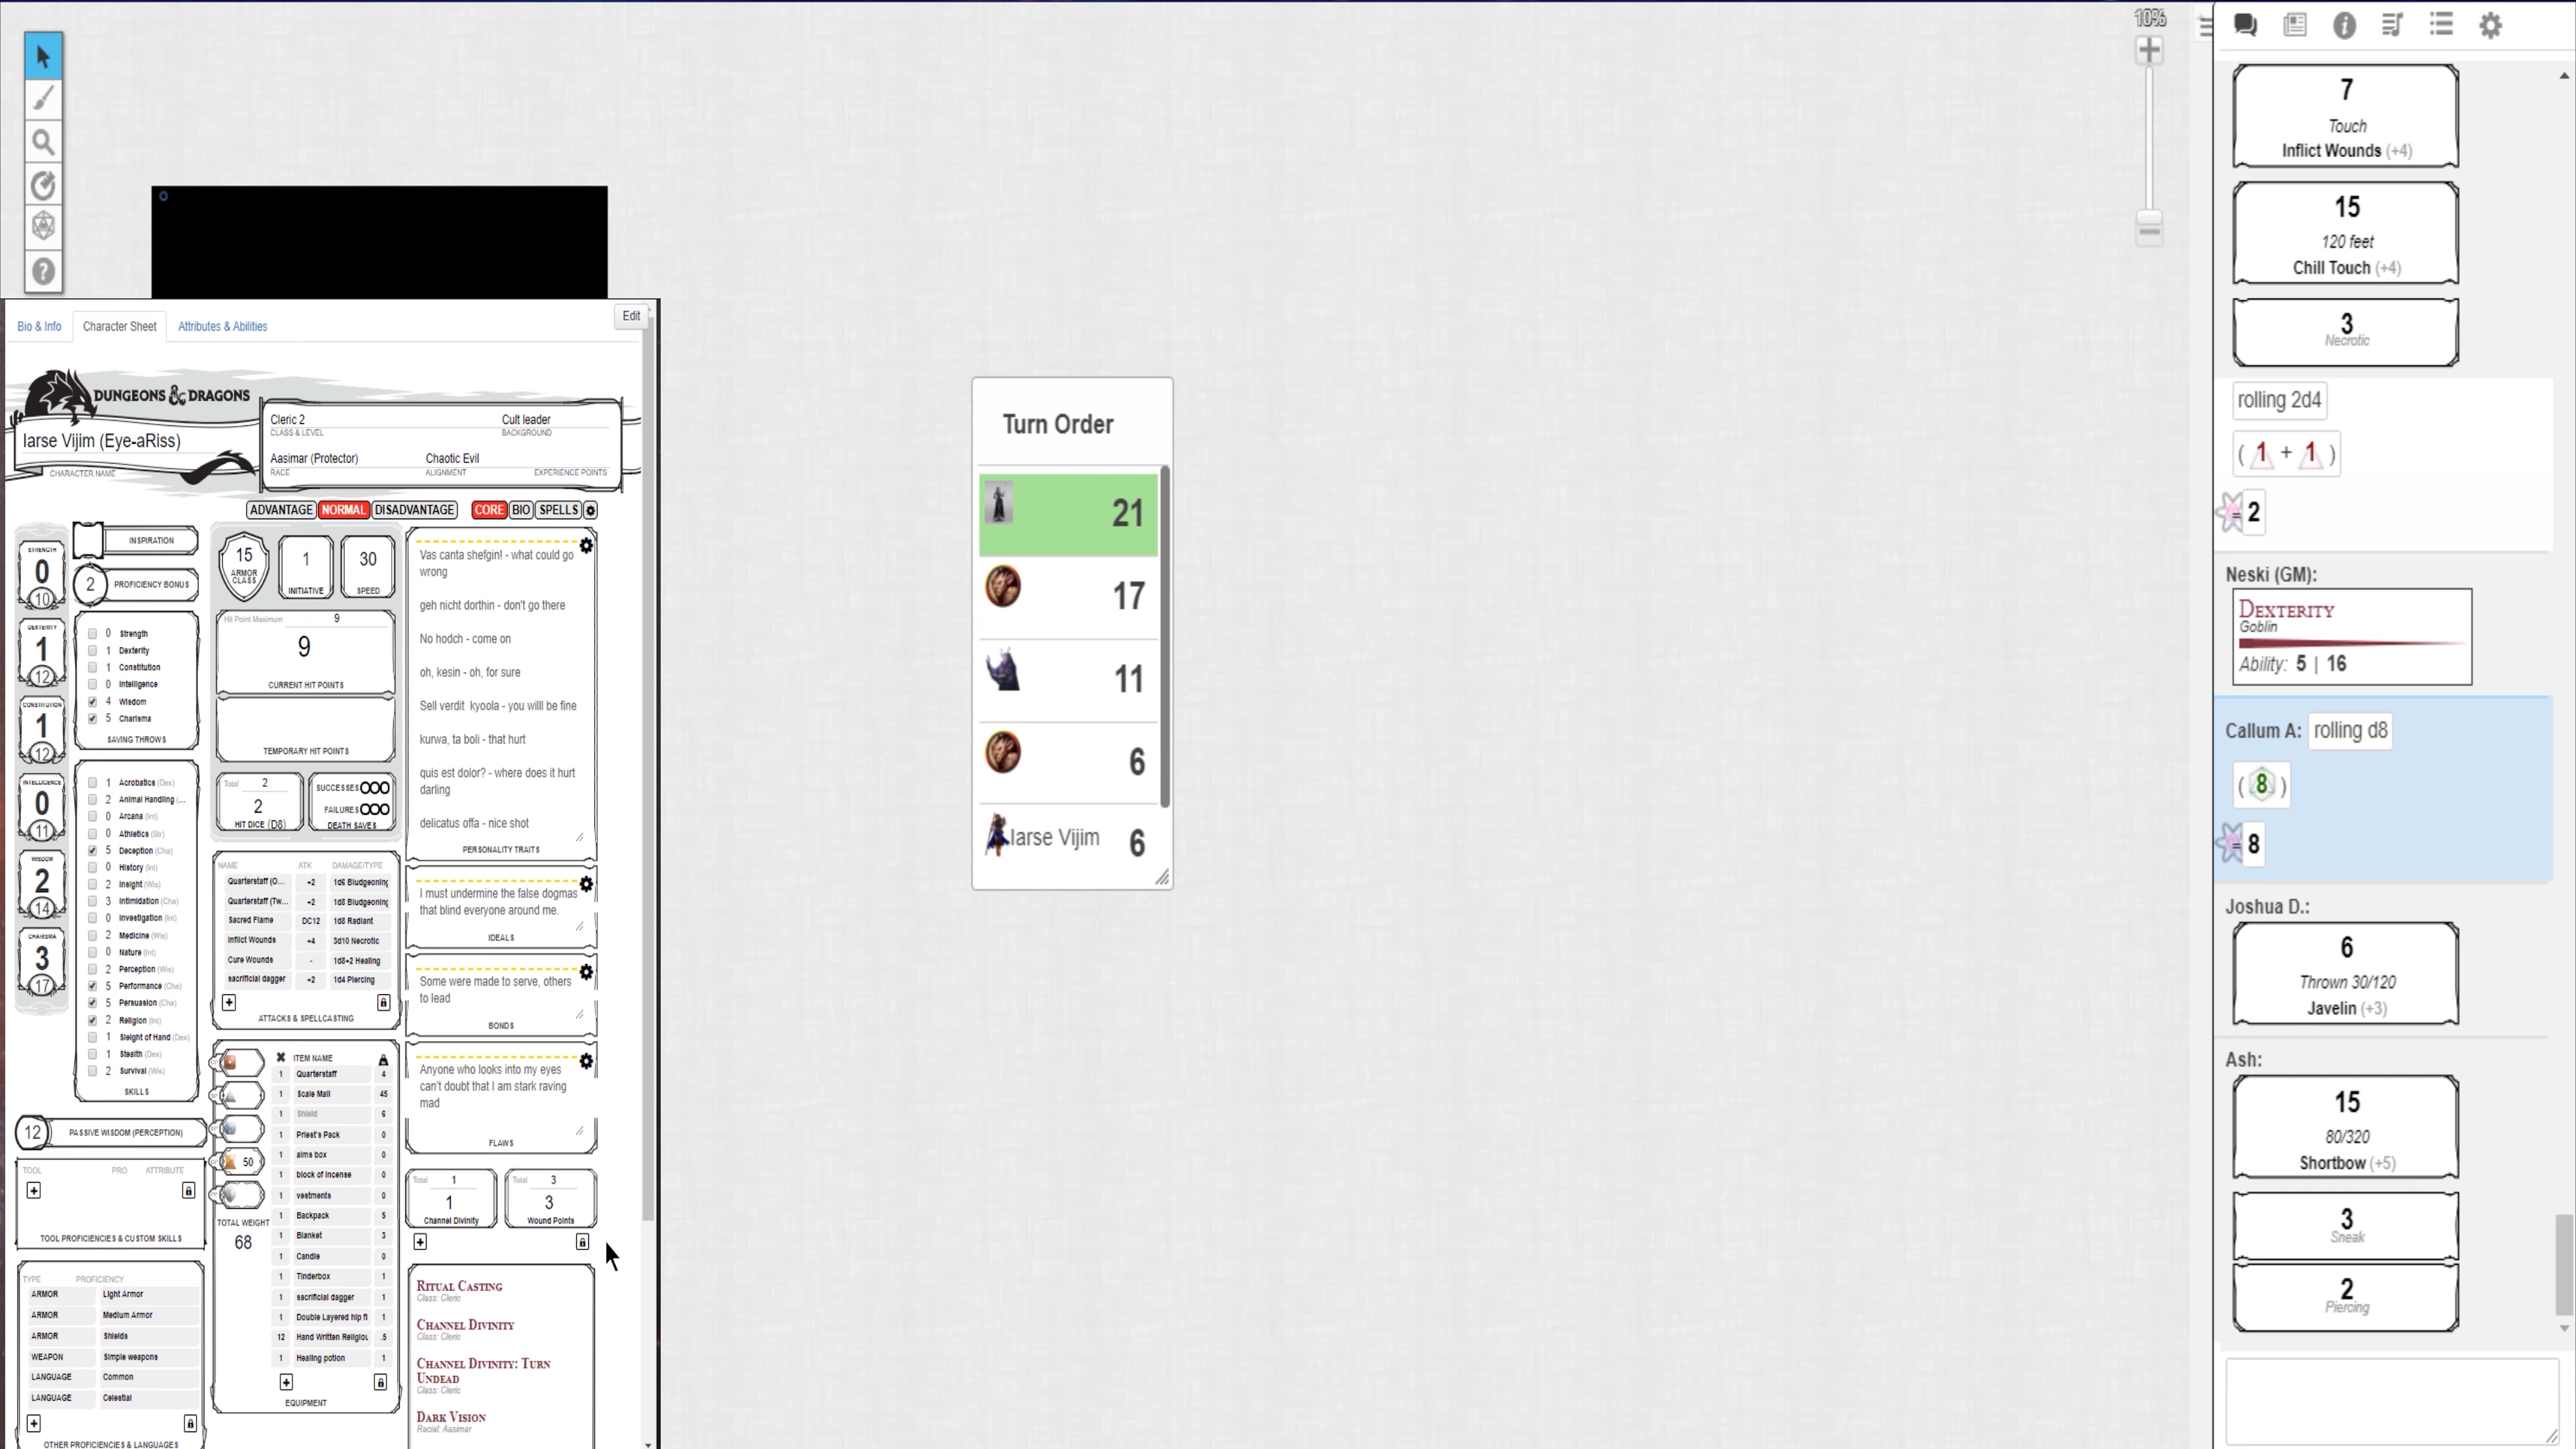 10%
Bio & Info
Character Sheet
Attributes & Abilities
Edit
DUNGEONS & DRAGONS
Iarse Vijim (Eye-aRiss)
CHARACTER NAME
Cleric 2
CLASS & LEVEL
Cult leader
BACKGROUND
Aasimar (Protector)
RACE
Chaotic Evil
ALIGNMENT
EXPERIENCE POINTS
ADVANTAGE NORMAL DISADVANTAGE
CORE BIO SPELLS
STRENGTH
0
10
DEXTERITY
1
12
CONSTITUTION
1
12
INTELLIGENCE
0
11
WISDOM
2
14
CHARISMA
3
17
INSPIRATION
2 PROFICIENCY BONUS
0 Strength
1 Dexterity
1 Constitution
0 Intelligence
4 Wisdom
5 Charisma
SAVING THROWS
1 Acrobatics (Dex)
2 Animal Handling (...
0 Arcana (Int)
0 Athletics (Str)
5 Deception (Cha)
0 History (Int)
2 Insight (Wis)
3 Intimidation (Cha)
0 Investigation (Int)
2 Medicine (Wis)
0 Nature (Int)
2 Perception (Wis)
5 Performance (Cha)
5 Persuasion (Cha)
2 Religion (Int)
1 Sleight of Hand (Dex)
1 Stealth (Dex)
2 Survival (Wis)
SKILLS
12 PASSIVE WISDOM (PERCEPTION)
TOOL PRO ATTRIBUTE
TOOL PROFICIENCIES & CUSTOM SKILLS
TYPE PROFICIENCY
ARMOR Light Armor
ARMOR Medium Armor
ARMOR Shields
WEAPON Simple weapons
LANGUAGE Common
LANGUAGE Celestial
OTHER PROFICIENCIES & LANGUAGES
15
ARMOR
CLASS
1
INITIATIVE
30
SPEED
Hit Point Maximum 9
9
CURRENT HIT POINTS
TEMPORARY HIT POINTS
Total 2
2
HIT DICE (D8)
SUCCESSES
FAILURES
DEATH SAVES
NAME ATK DAMAGE/TYPE
Quarterstaff (O... +2 1d6 Bludgeoning
Quarterstaff (Tw... +2 1d8 Bludgeoning
Sacred Flame DC12 1d8 Radiant
Inflict Wounds +4 3d10 Necrotic
Cure Wounds - 1d8+2 Healing
sacrificial dagger +2 1d4 Piercing
ATTACKS & SPELLCASTING
ITEM NAME
1 Quarterstaff 4
1 Scale Mail 45
1 Shield 6
1 Priest's Pack 0
1 alms box 0
1 block of incense 0
1 vestments 0
1 Backpack 5
1 Blanket 3
1 Candle 0
1 Tinderbox 1
1 sacrificial dagger 1
1 Double Layered hip fl 1
12 Hand Written Religiou .5
1 Healing potion 1
50
TOTAL WEIGHT
68
EQUIPMENT
Vas canta shefgin! - what could go
wrong
geh nicht dorthin - don't go there
No hodch - come on
oh, kesin - oh, for sure
Sell verdit kyoola - you willl be fine
kurwa, ta boli - that hurt
quis est dolor? - where does it hurt
darling
delicatus offa - nice shot
PERSONALITY TRAITS
I must undermine the false dogmas
that blind everyone around me.
IDEALS
Some were made to serve, others
to lead
BONDS
Anyone who looks into my eyes
can't doubt that I am stark raving
mad
FLAWS
Total 1
1
Channel Divinity
Total 3
3
Wound Points
RITUAL CASTING
Class: Cleric
CHANNEL DIVINITY
Class: Cleric
CHANNEL DIVINITY: TURN
UNDEAD
Class: Cleric
DARK VISION
Racial: Aasimar
Turn Order
21
17
11
6
Iarse Vijim 6
7
Touch
Inflict Wounds (+4)
15
120 feet
Chill Touch (+4)
3
Necrotic
rolling 2d4
(1 + 1)
= 2
Neski (GM):
DEXTERITY
Goblin
Ability: 5 | 16
Callum A: rolling d8
(8)
= 8
Joshua D.:
6
Thrown 30/120
Javelin (+3)
Ash:
15
80/320
Shortbow (+5)
3
Sneak
2
Piercing